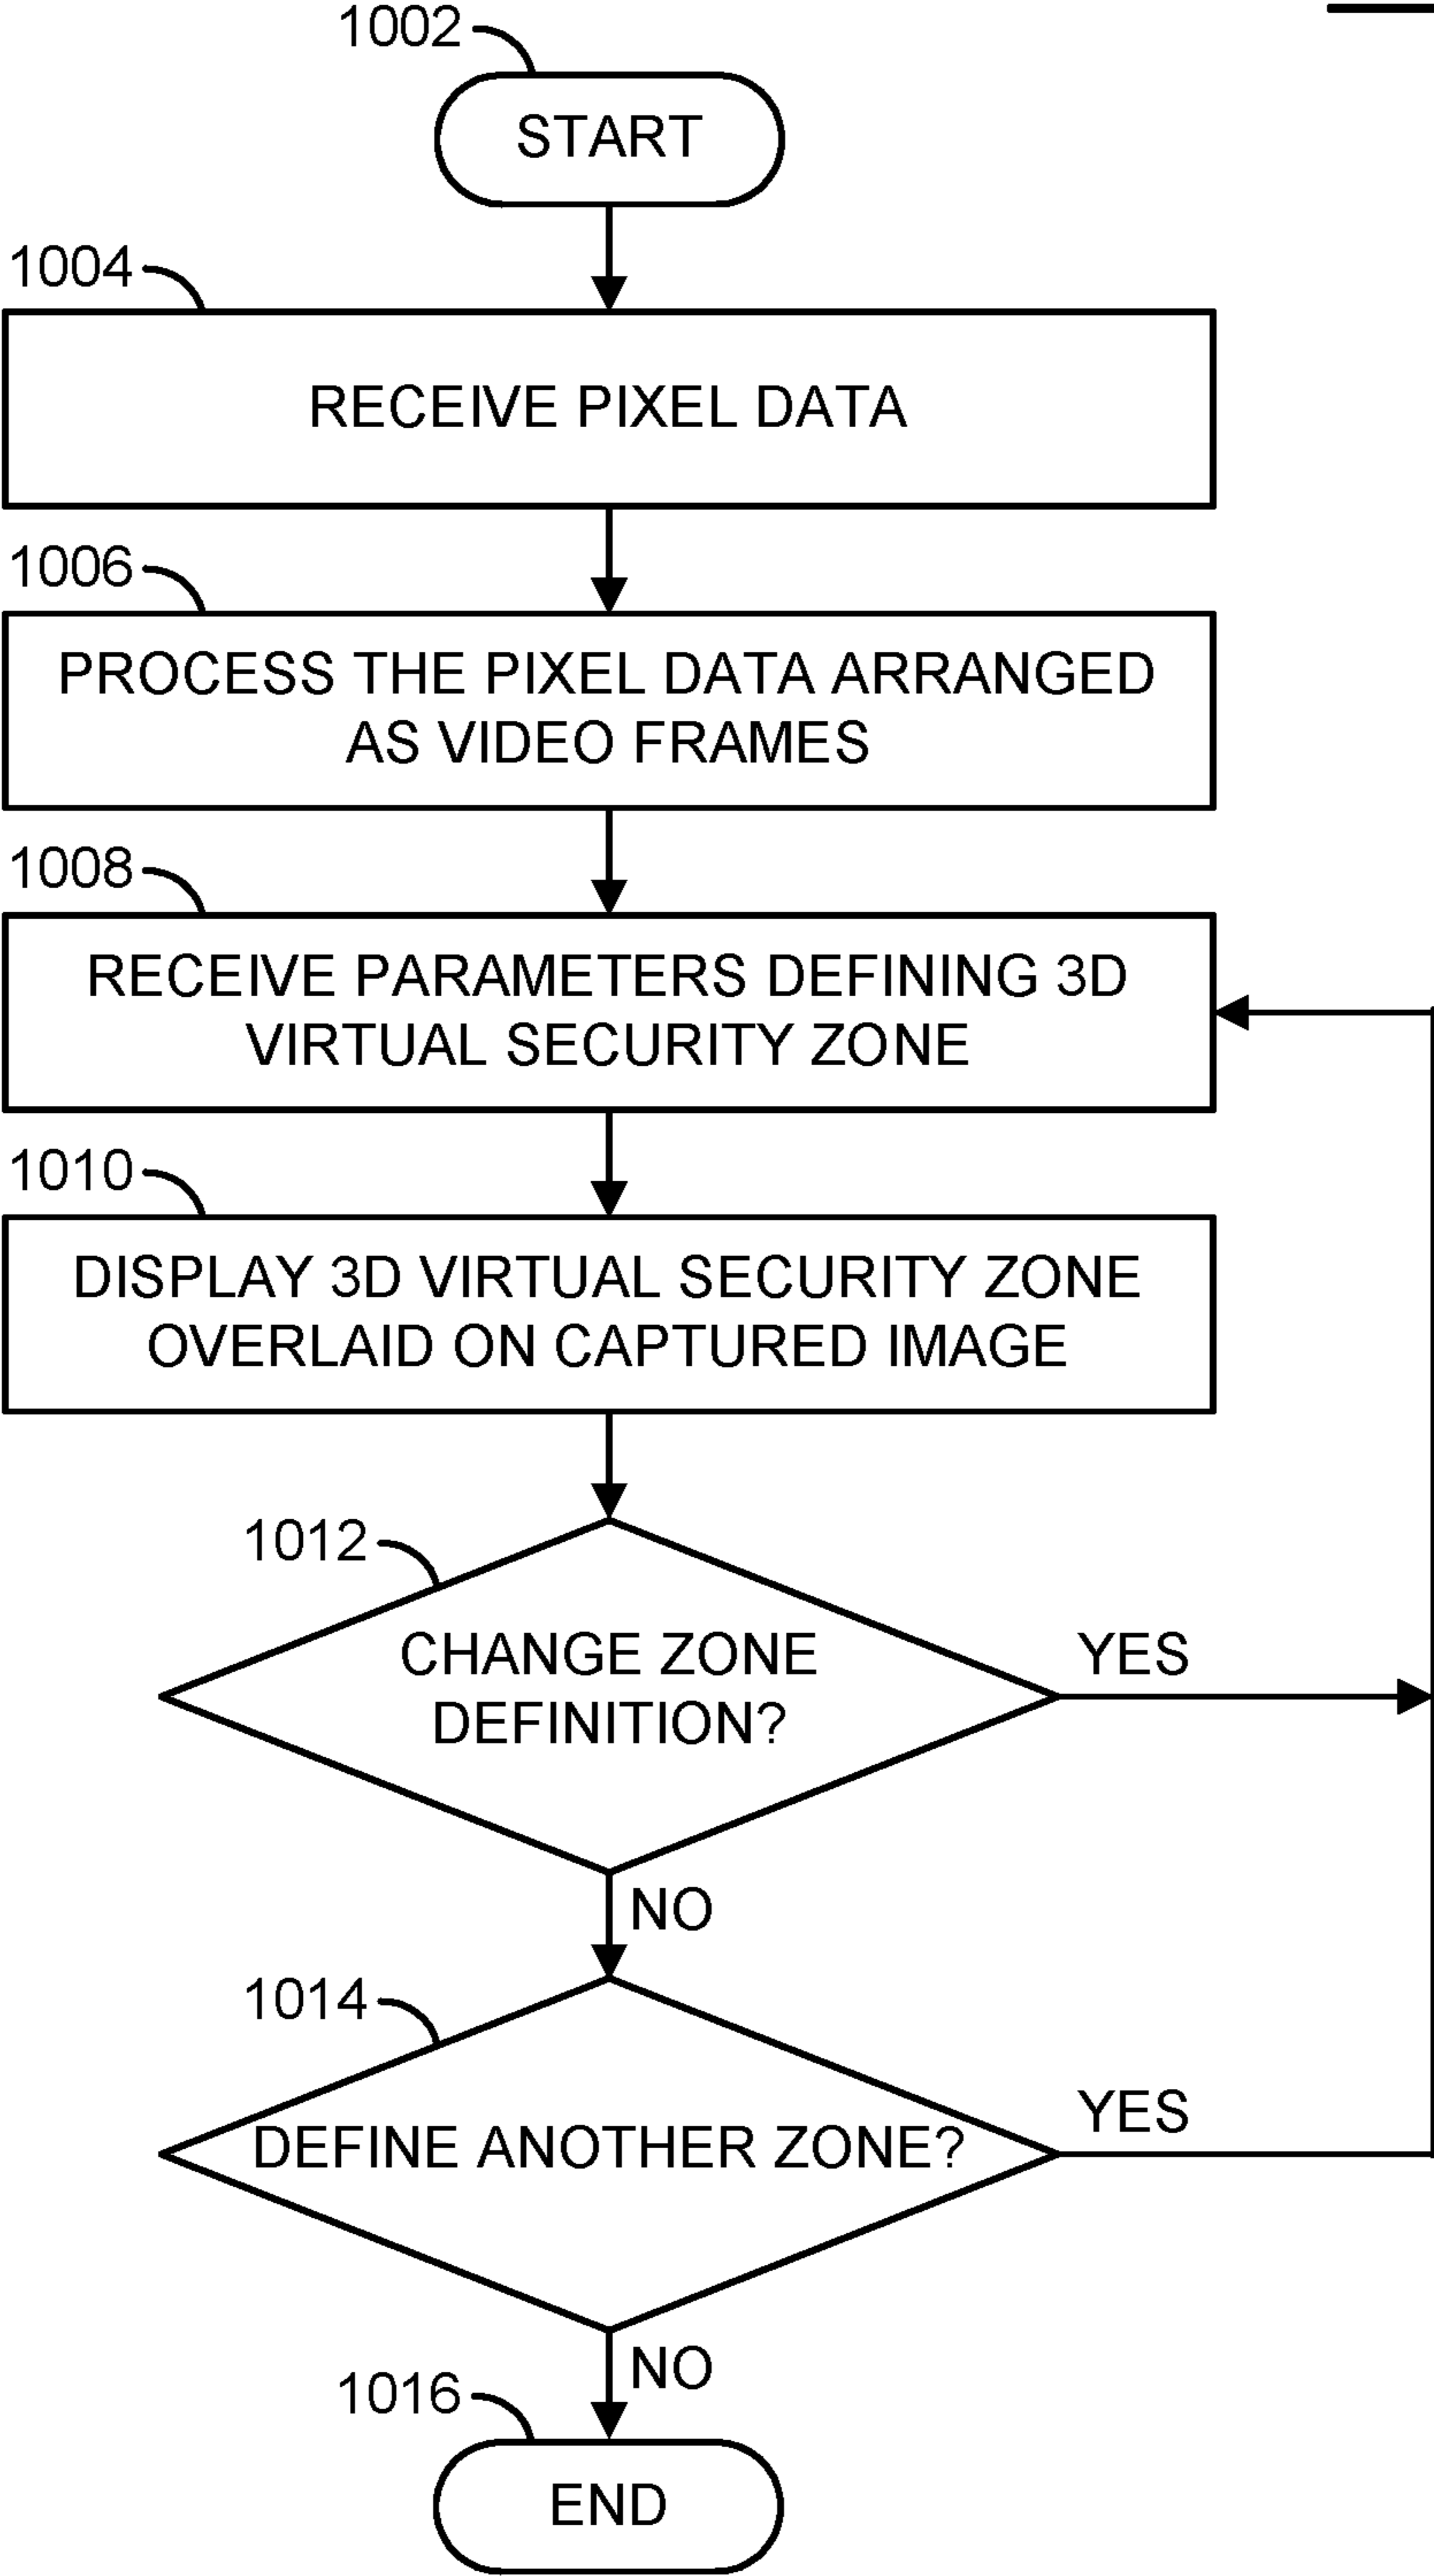 1002
START
1004
RECEIVE PIXEL DATA
1006
PROCESS THE PIXEL DATA ARRANGED
AS VIDEO FRAMES
1008
RECEIVE PARAMETERS DEFINING 3D
VIRTUAL SECURITY ZONE
1010
DISPLAY 3D VIRTUAL SECURITY ZONE
OVERLAID ON CAPTURED IMAGE
1012
CHANGE ZONE
DEFINITION?
YES
NO
1014
DEFINE ANOTHER ZONE?
YES
NO
1016
END